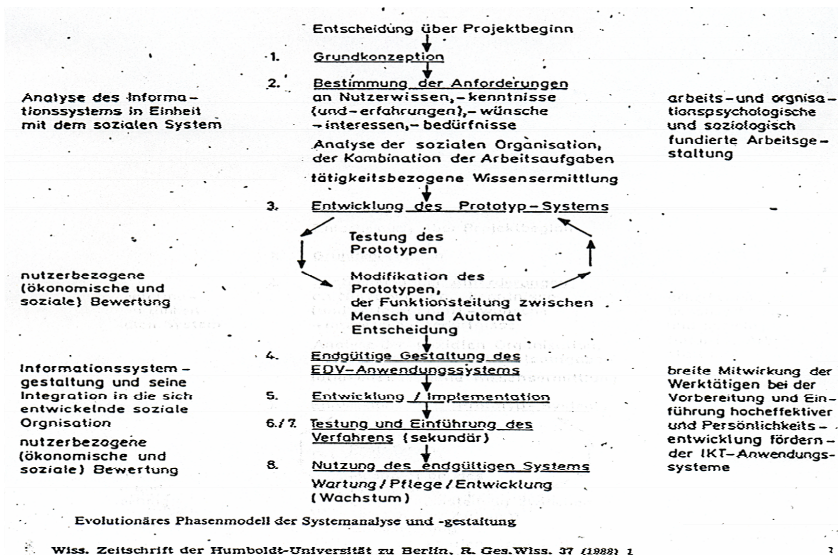 Entscheidung über Projektbeginn
1. Grundkonzeption
2. Bestimmung der Anforderungen
an Nutzerwissen,-kenntnisse
(und-erfahrungen),-wünsche
-interessen,-bedürfnisse
Analyse der sozialen Organisation,
der Kombination der Arbeitsaufgaben
tätigkeitsbezogene Wissensermittlung
Analyse des Informa-
tionssystems in Einheit
mit dem sozialen System
arbeits-und orgnisa-
tionspsychologische
und soziologisch
fundierte Arbeitsge-
staltung
3. Entwicklung des Prototyp-Systems
Testung des
Prototypen
Modifikation des
Prototypen,
der Funktionsteilung zwischen
Mensch und Automat
Entscheidung
nutzerbezogene
(ökonomische und
soziale) Bewertung
4. Endgültige Gestaltung des
EDV-Anwendungssystems
5. Entwicklung / Implementation
6./7. Testung und Einführung des
Verfahrens (sekundär)
8. Nutzung des endgültigen Systems
Wartung/Pflege/Entwicklung
(Wachstum)
Informationssystem-
gestaltung und seine
Integration in die sich
entwickelnde soziale
Orgnisation
nutzerbezogene
(ökonomische und
soziale) Bewertung
breite Mitwirkung der
Werktätigen bei der
Vorbereitung und Ein-
führung hocheffektiver
und Persönlichkeits-
entwicklung fördern-
der IKT-Anwendungs-
systeme
Evolutionäres Phasenmodell der Systemanalyse und -gestaltung
Wiss. Zeitschrift der Humboldt-Universität zu Berlin, R. Ges.Wiss. 37 (1988) 1